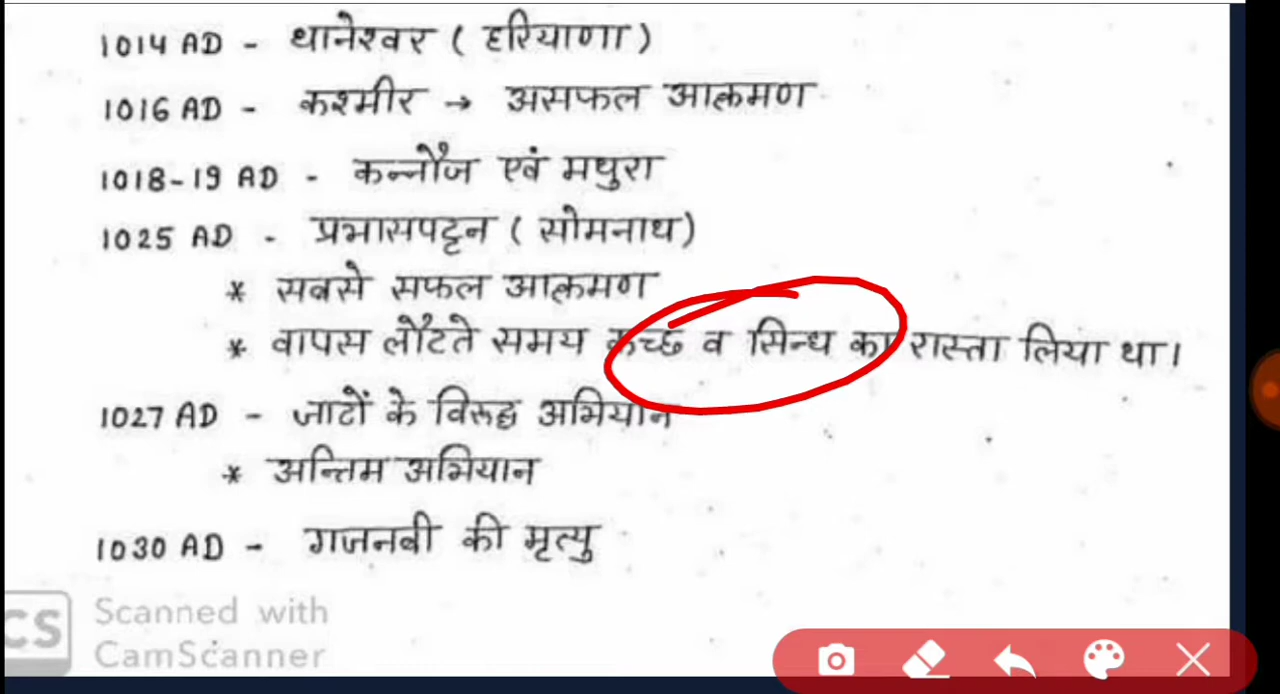 1014 AD - थानेश्वर ( हरियाणा )
1016 AD - कश्मीर → असफल आक्रमण
1018-19 AD - कन्नौज एवं मथुरा
1025 AD - प्रभासपट्टन ( सोमनाथ)
* सबसे सफल आक्रमण
* वापस लौटते समय कच्छ व सिन्ध का रास्ता लिया था।
1027 AD - जाटों के विरूद्ध अभियान
* अन्तिम अभियान
1030 AD - गजनवी की मृत्यु
CS Scanned with
CamScanner